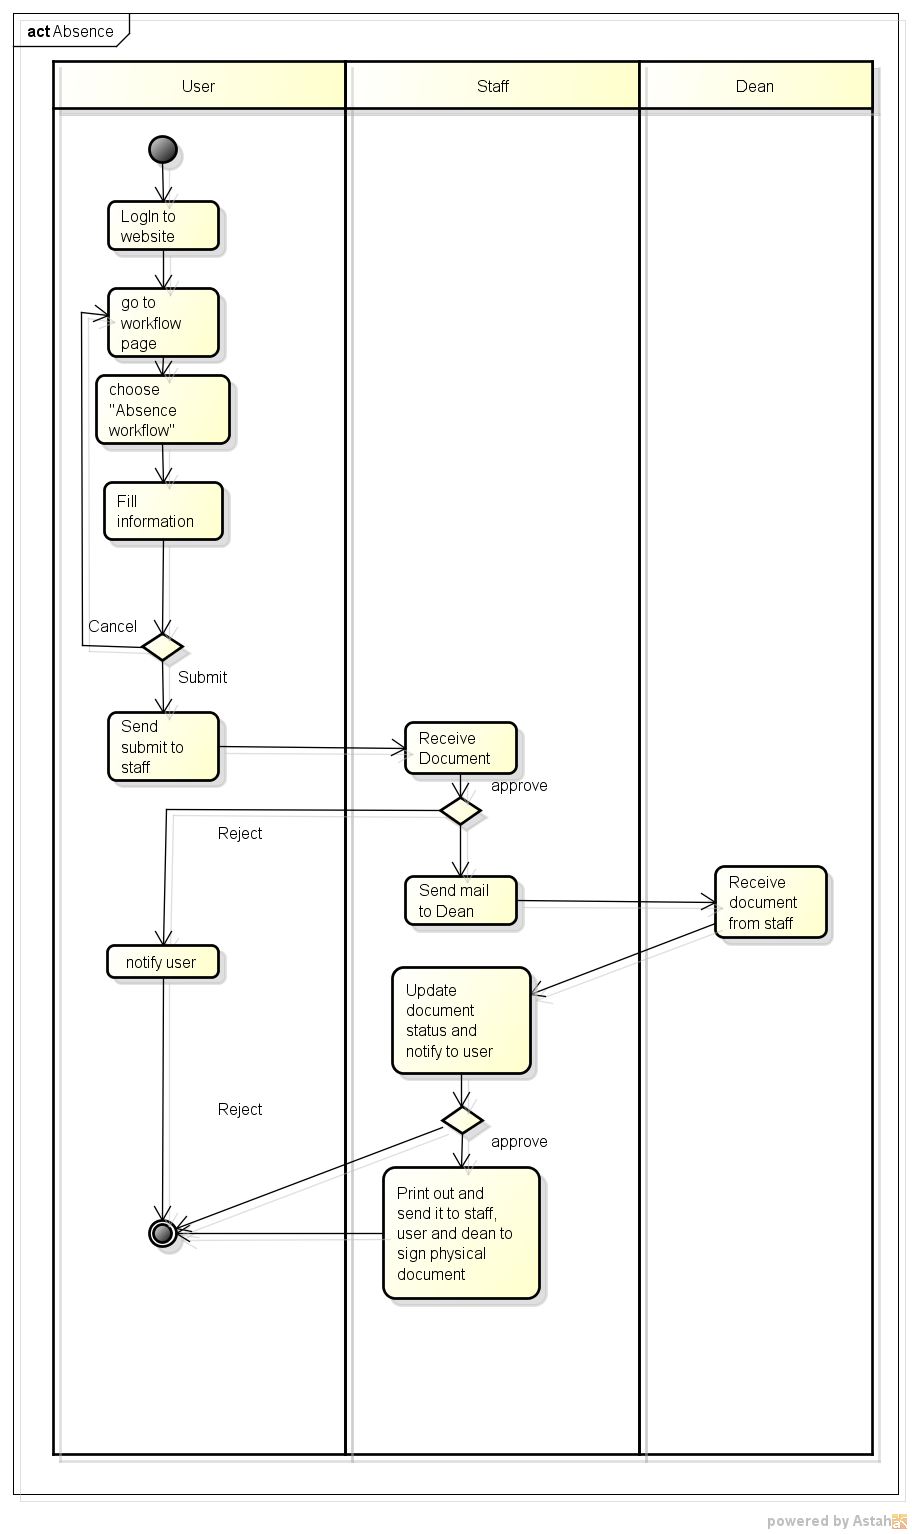 act Absence
User
Staff
Dean
LogIn to
website
go to
workflow
page
choose
"Absence
workflow"
Fill
information
Cancel
Submit
Send
submit to
staff
Receive
Document
approve
Reject
Send mail
to Dean
Receive
document
from staff
notify user
Update
document
status and
notify to user
Reject
approve
Print out and
send it to staff,
user and dean to
sign physical
document
powered by Astah